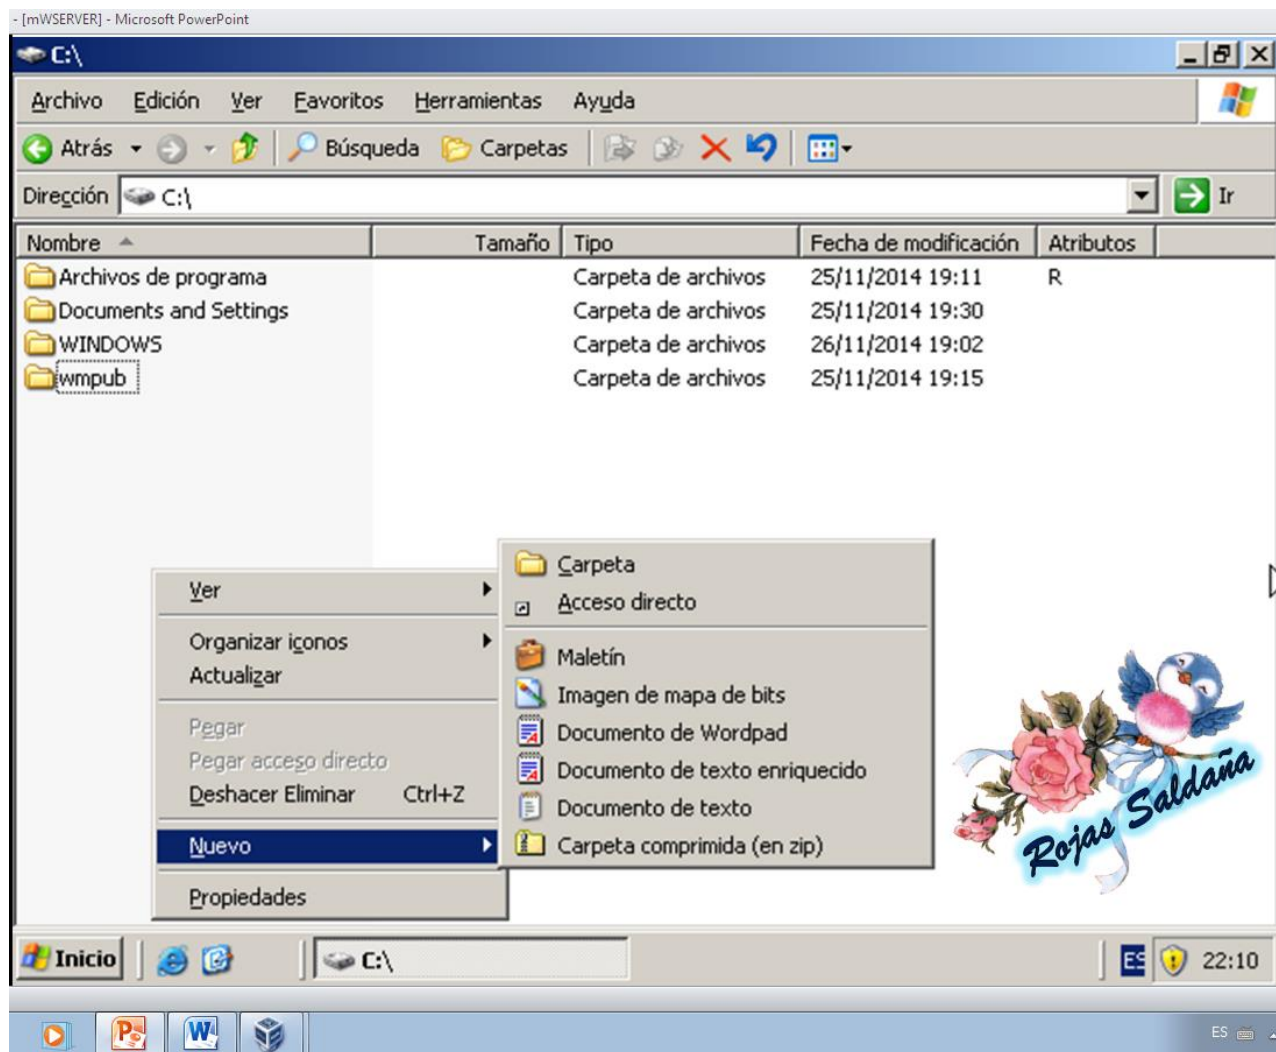 - [mWSERVER] - Microsoft PowerPoint
C:\
Archivo Edición Ver Favoritos Herramientas Ayuda
Atrás Búsqueda Carpetas
Dirección C:\ Ir
Nombre Tamaño Tipo Fecha de modificación Atributos
Archivos de programa Carpeta de archivos 25/11/2014 19:11 R
Documents and Settings Carpeta de archivos 25/11/2014 19:30
WINDOWS Carpeta de archivos 26/11/2014 19:02
wmpub Carpeta de archivos 25/11/2014 19:15
Ver
Organizar iconos
Actualizar
Pegar
Pegar acceso directo
Deshacer Eliminar Ctrl+Z
Nuevo
Propiedades
Carpeta
Acceso directo
Maletín
Imagen de mapa de bits
Documento de Wordpad
Documento de texto enriquecido
Documento de texto
Carpeta comprimida (en zip)
Rojas Saldaña
Inicio C:\ ES 22:10
ES